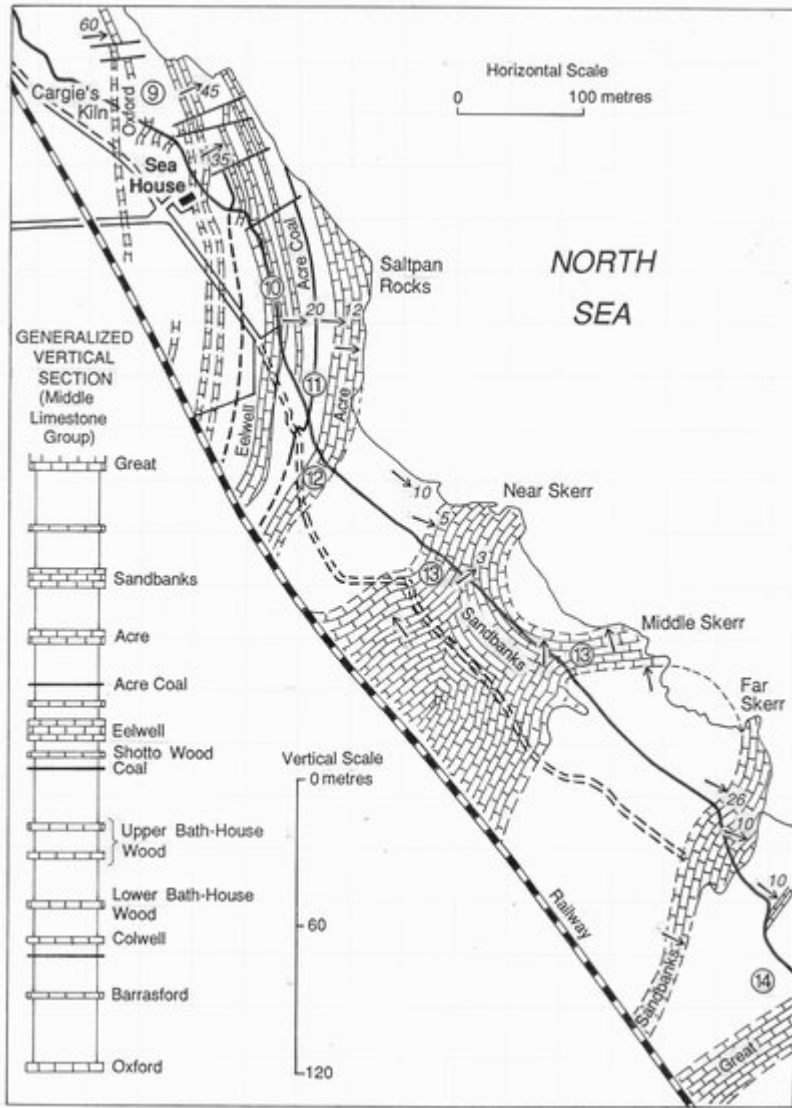 60
Cargie's
Kiln
Oxford
9
45
Horizontal Scale
0 100 metres
Sea
House
35
Acre Coal
Saltpan
Rocks
NORTH
SEA
10
20
12
11
Acre
Eelwell
12
10
Near Skerr
5
3
13
Sandbanks
13
Middle Skerr
Far
Skerr
26
10
10
Railway
Sandbanks
14
Great
GENERALIZED
VERTICAL
SECTION
(Middle
Limestone
Group)
Great
Sandbanks
Acre
Acre Coal
Eelwell
Shotto Wood
Coal
Upper Bath-House
Wood
Lower Bath-House
Wood
Colwell
Barrasford
Oxford
Vertical Scale
0 metres
60
120